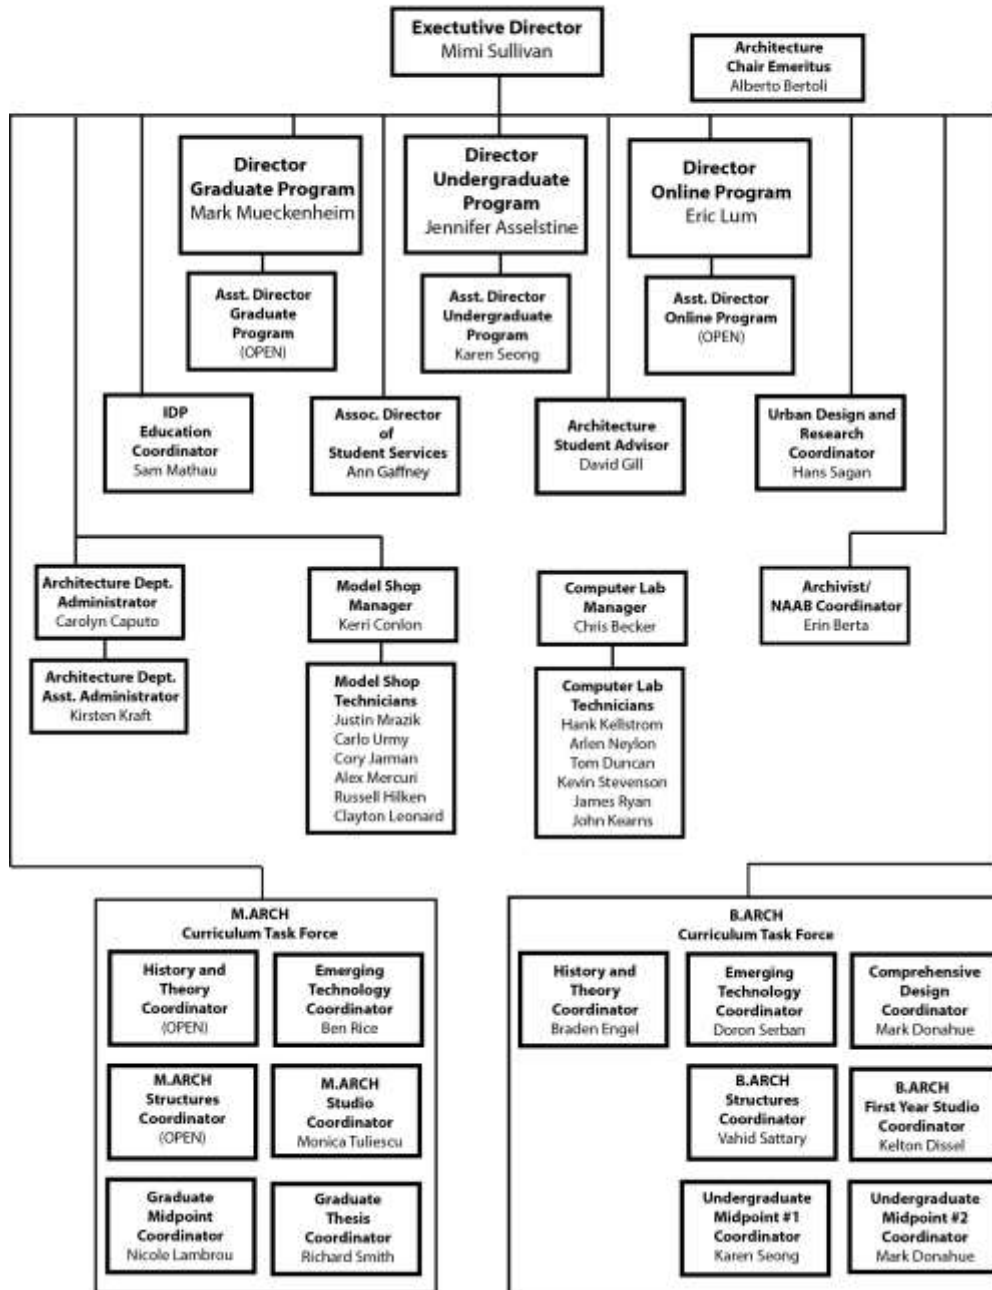 Exectutive Director
Mimi Sullivan
Architecture
Chair Emeritus
Alberto Bertoli
Director
Graduate Program
Mark Mueckenheim
Director
Undergraduate
Program
Jennifer Asselstine
Director
Online Program
Eric Lum
Asst. Director
Graduate
Program
(OPEN)
Asst. Director
Undergraduate
Program
Karen Seong
Asst. Director
Online Program
(OPEN)
IDP
Education
Coordinator
Sam Mathau
Assoc. Director
of
Student Services
Ann Gaffney
Architecture
Student Advisor
David Gill
Urban Design and
Research
Coordinator
Hans Sagan
Architecture Dept.
Administrator
Carolyn Caputo
Model Shop
Manager
Kerri Conlon
Computer Lab
Manager
Chris Becker
Archivist/
NAAB Coordinator
Erin Berta
Architecture Dept.
Asst. Administrator
Kirsten Kraft
Model Shop
Technicians
Justin Mrazik
Carlo Urmy
Cory Jarman
Alex Mercuri
Russell Hilken
Clayton Leonard
Computer Lab
Technicians
Hank Kellstrom
Arlen Neylon
Tom Duncan
Kevin Stevenson
James Ryan
John Kearns
M.ARCH
Curriculum Task Force
History and
Theory
Coordinator
(OPEN)
Emerging
Technology
Coordinator
Ben Rice
M.ARCH
Structures
Coordinator
(OPEN)
M.ARCH
Studio
Coordinator
Monica Tuliescu
Graduate
Midpoint
Coordinator
Nicole Lambrou
Graduate
Thesis
Coordinator
Richard Smith
B.ARCH
Curriculum Task Force
History and
Theory
Coordinator
Braden Engel
Emerging
Technology
Coordinator
Doron Serban
Comprehensive
Design
Coordinator
Mark Donahue
B.ARCH
Structures
Coordinator
Vahid Sattary
B.ARCH
First Year Studio
Coordinator
Kelton Dissel
Undergraduate
Midpoint #1
Coordinator
Karen Seong
Undergraduate
Midpoint #2
Coordinator
Mark Donahue